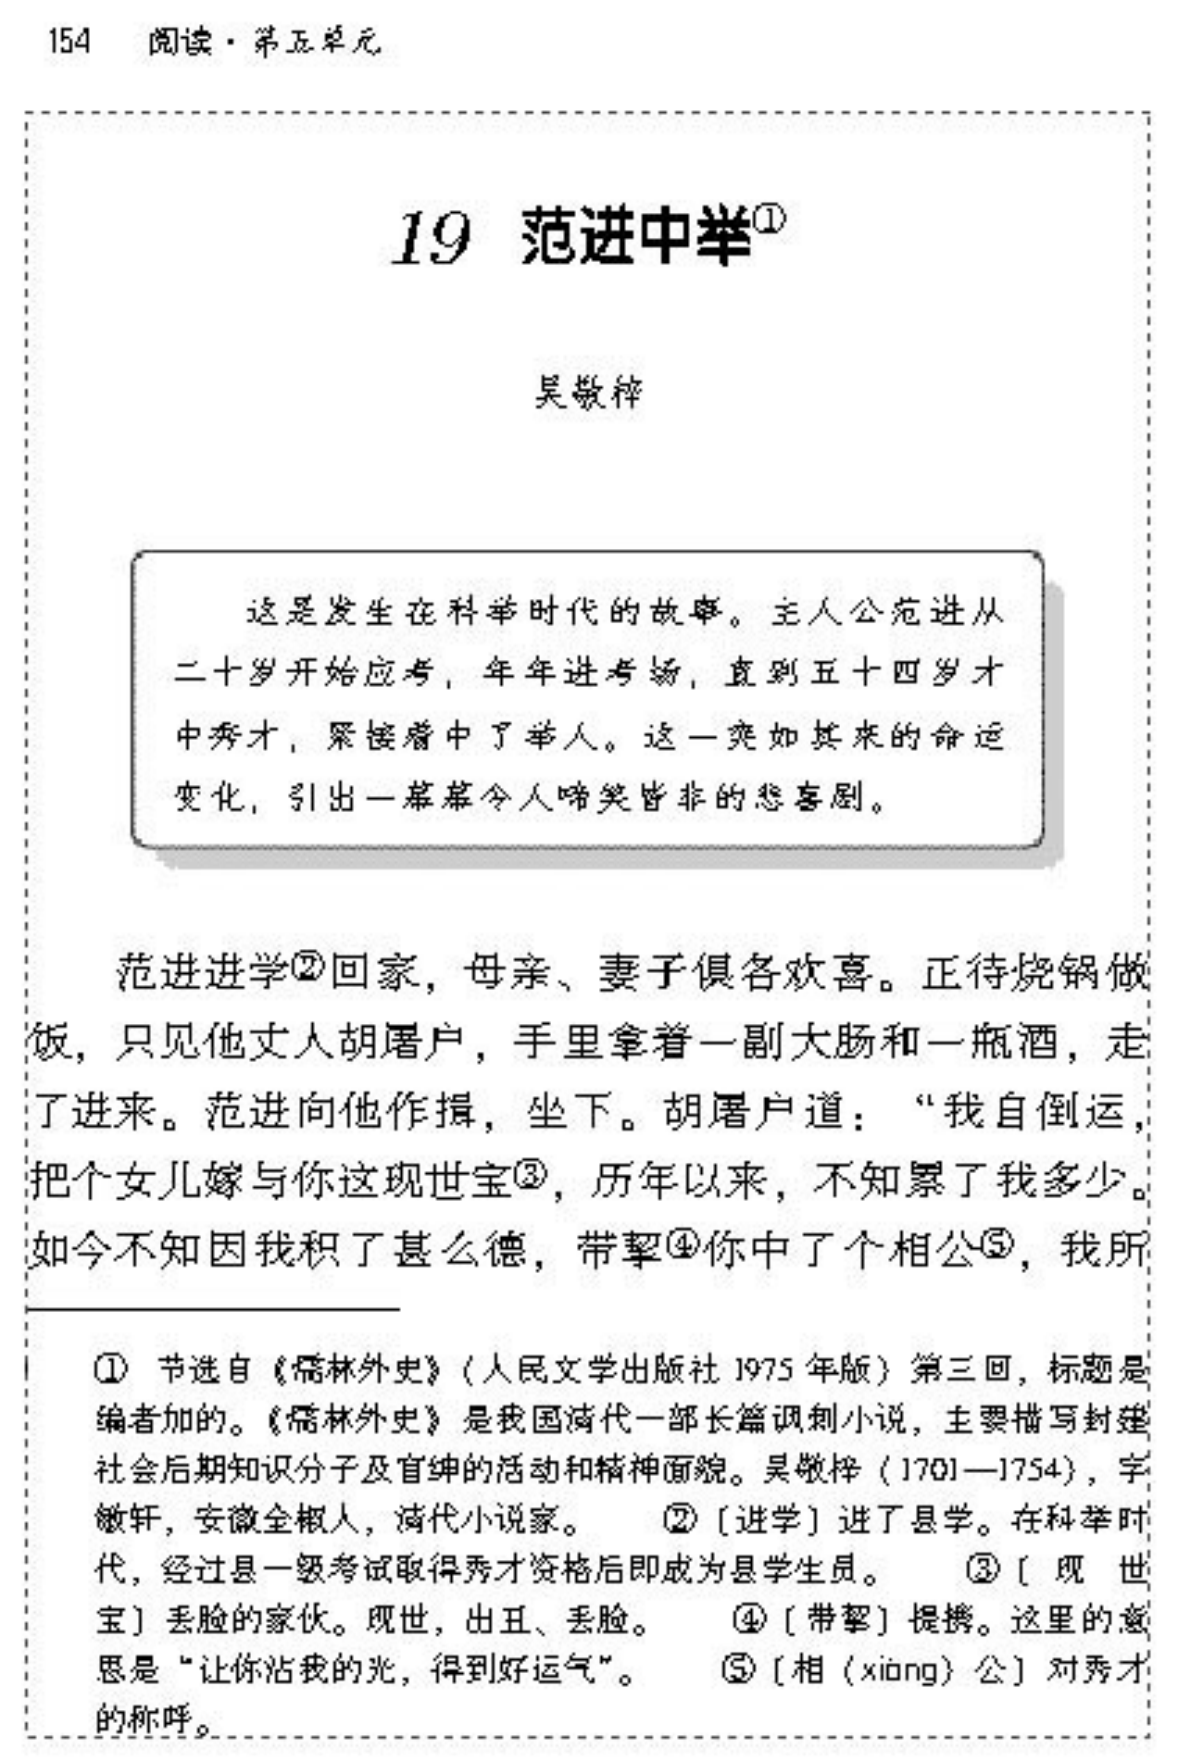 154 阅读·第五单元
19 范进中举①
吴敬梓
这是发生在科举时代的故事。主人公范进从
二十岁开始应考，年年进考场，直到五十四岁才
中秀才，紧接着中了举人。这一突如其来的命运
变化，引出一幕幕令人啼笑皆非的悲喜剧。
范进进学②回家，母亲、妻子俱各欢喜。正待烧锅做
饭，只见他丈人胡屠户，手里拿着一副大肠和一瓶酒，走
了进来。范进向他作揖，坐下。胡屠户道：“我自倒运，
把个女儿嫁与你这现世宝③，历年以来，不知累了我多少。
如今不知因我积了甚么德，带挈④你中了个相公⑤，我所
① 节选自《儒林外史》（人民文学出版社 1975 年版）第三回，标题是
编者加的。《儒林外史》是我国清代一部长篇讽刺小说，主要描写封建
社会后期知识分子及官绅的活动和精神面貌。吴敬梓（1701—1754），字
敏轩，安徽全椒人，清代小说家。 ②〔进学〕进了县学。在科举时
代，经过县一级考试取得秀才资格后即成为县学生员。 ③〔现世
宝〕丢脸的家伙。现世，出丑、丢脸。 ④〔带挈〕提携。这里的意
思是“让你沾我的光，得到好运气”。 ⑤〔相（xiàng）公〕对秀才
的称呼。